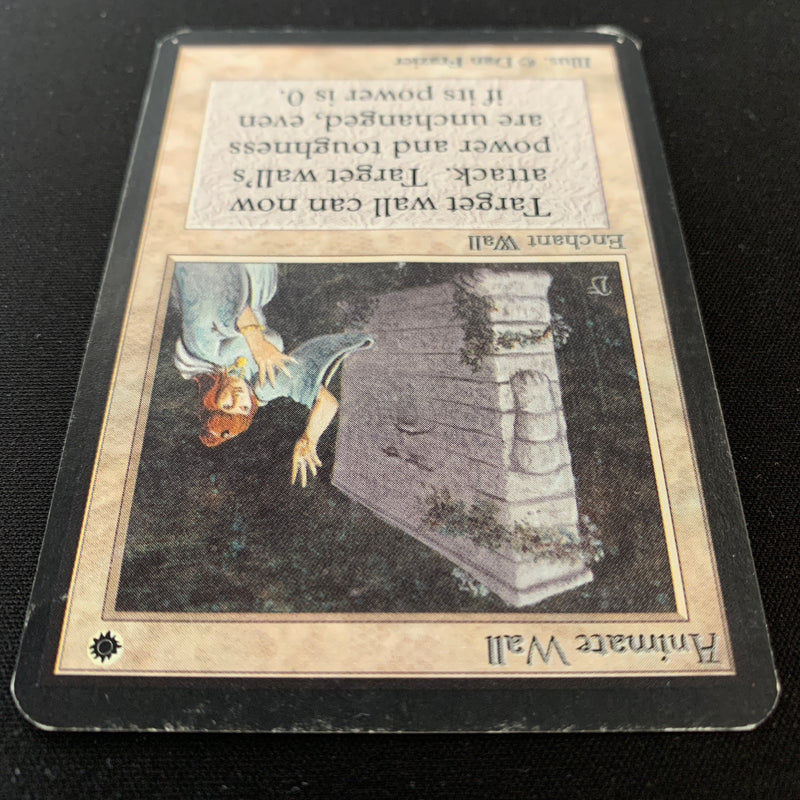 Animate Wall
DF
Enchant Wall
Target wall can now
attack. Target wall's
power and toughness
are unchanged, even
if its power is 0.
Illus. © Dan Frazier